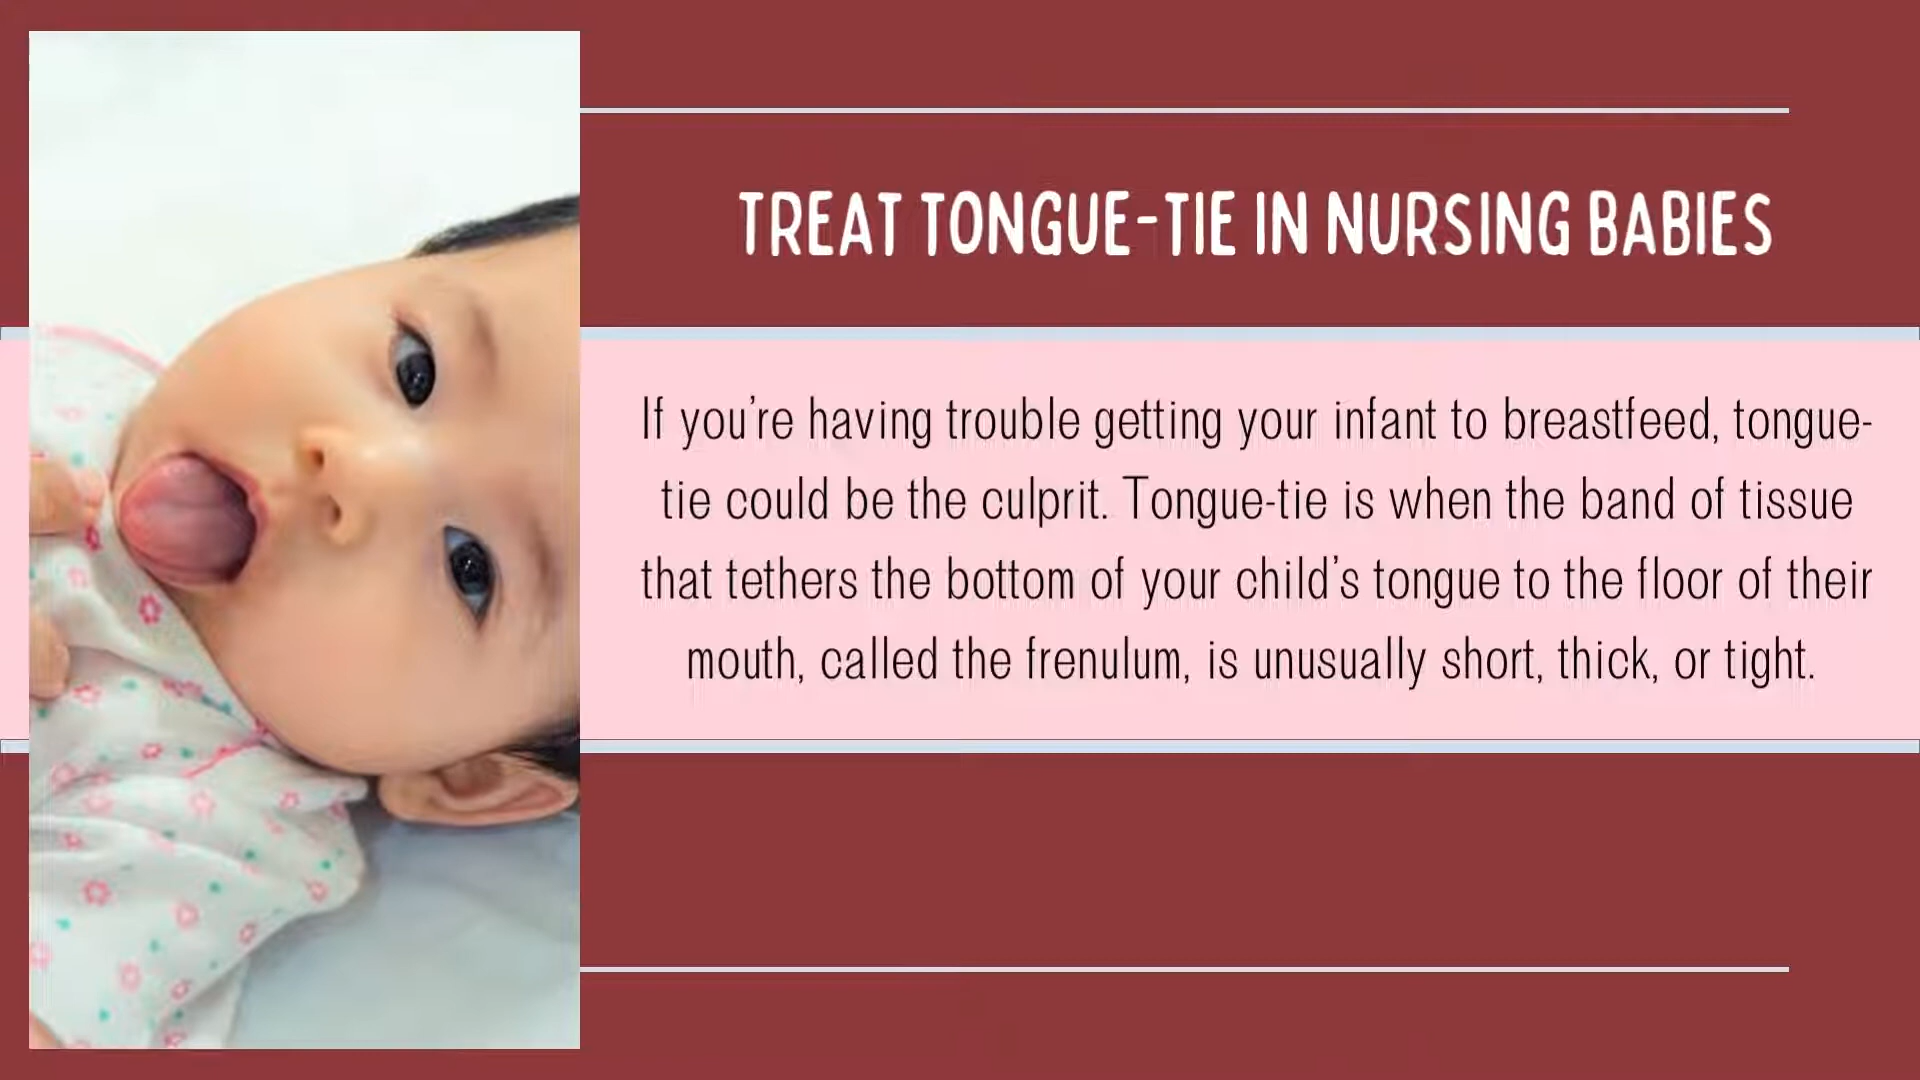 TREAT TONGUE-TIE IN NURSING BABIES
If you're having trouble getting your infant to breastfeed, tongue-
tie could be the culprit. Tongue-tie is when the band of tissue
that tethers the bottom of your child's tongue to the floor of their
mouth, called the frenulum, is unusually short, thick, or tight.